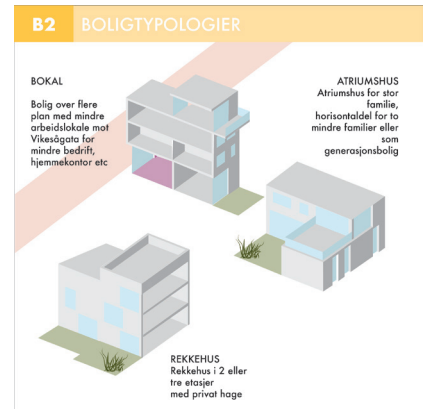 B2 BOLIGTYPOLOGIER
BOKAL
Bolig over flere
plan med mindre
arbeidslokale mot
Vikesågata for
mindre bedrift,
hjemmekontor etc
ATRIUMSHUS
Atriumshus for stor
familie,
horisontaldel for to
mindre familier eller
som
generasjonsbolig
REKKEHUS
Rekkehus i 2 eller
tre etasjer
med privat hage